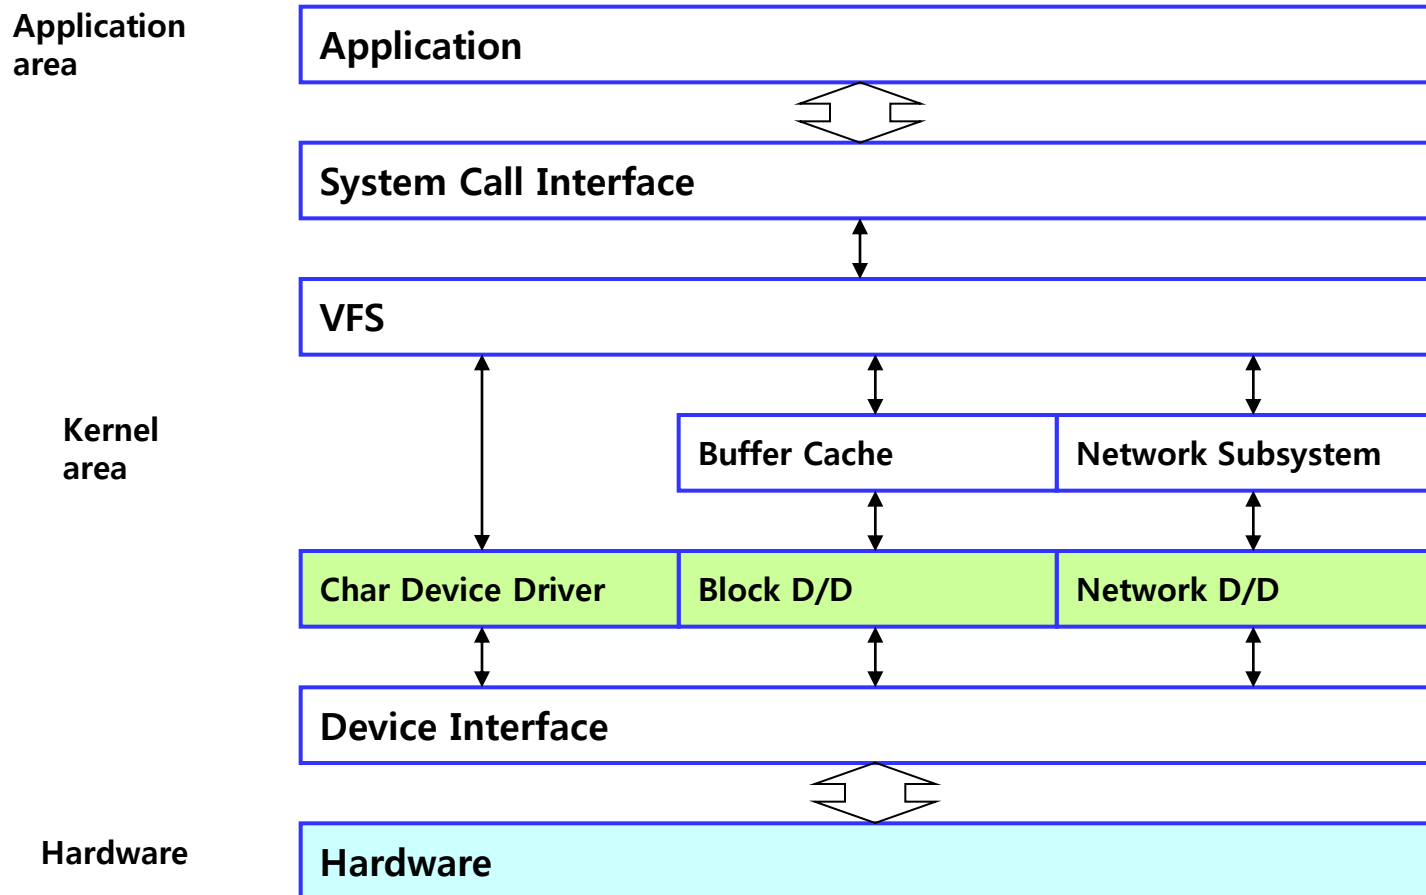 Application
area
Application
System Call Interface
VFS
Kernel
area
Buffer Cache
Network Subsystem
Char Device Driver
Block D/D
Network D/D
Device Interface
Hardware
Hardware